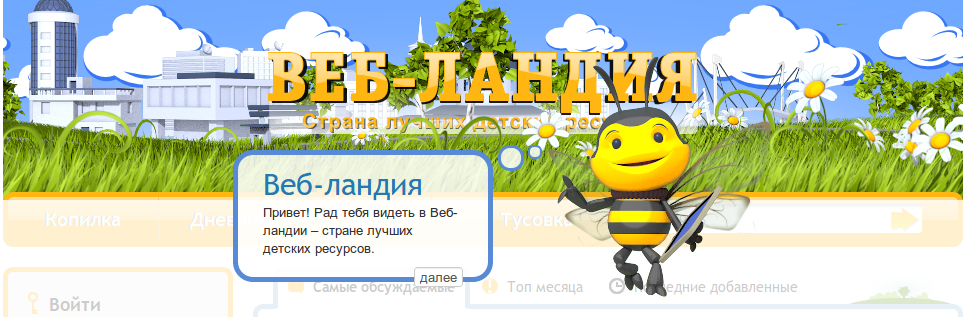 ВЕБ-ЛАНДИЯ
Страна лучших детск
Веб-ландия
Привет! Рад тебя видеть в Веб-
ландии – стране лучших
детских ресурсов.
далее
Копилка
Тусовка
Самые обсуждаемые
Топ месяца
добавленные
Войти